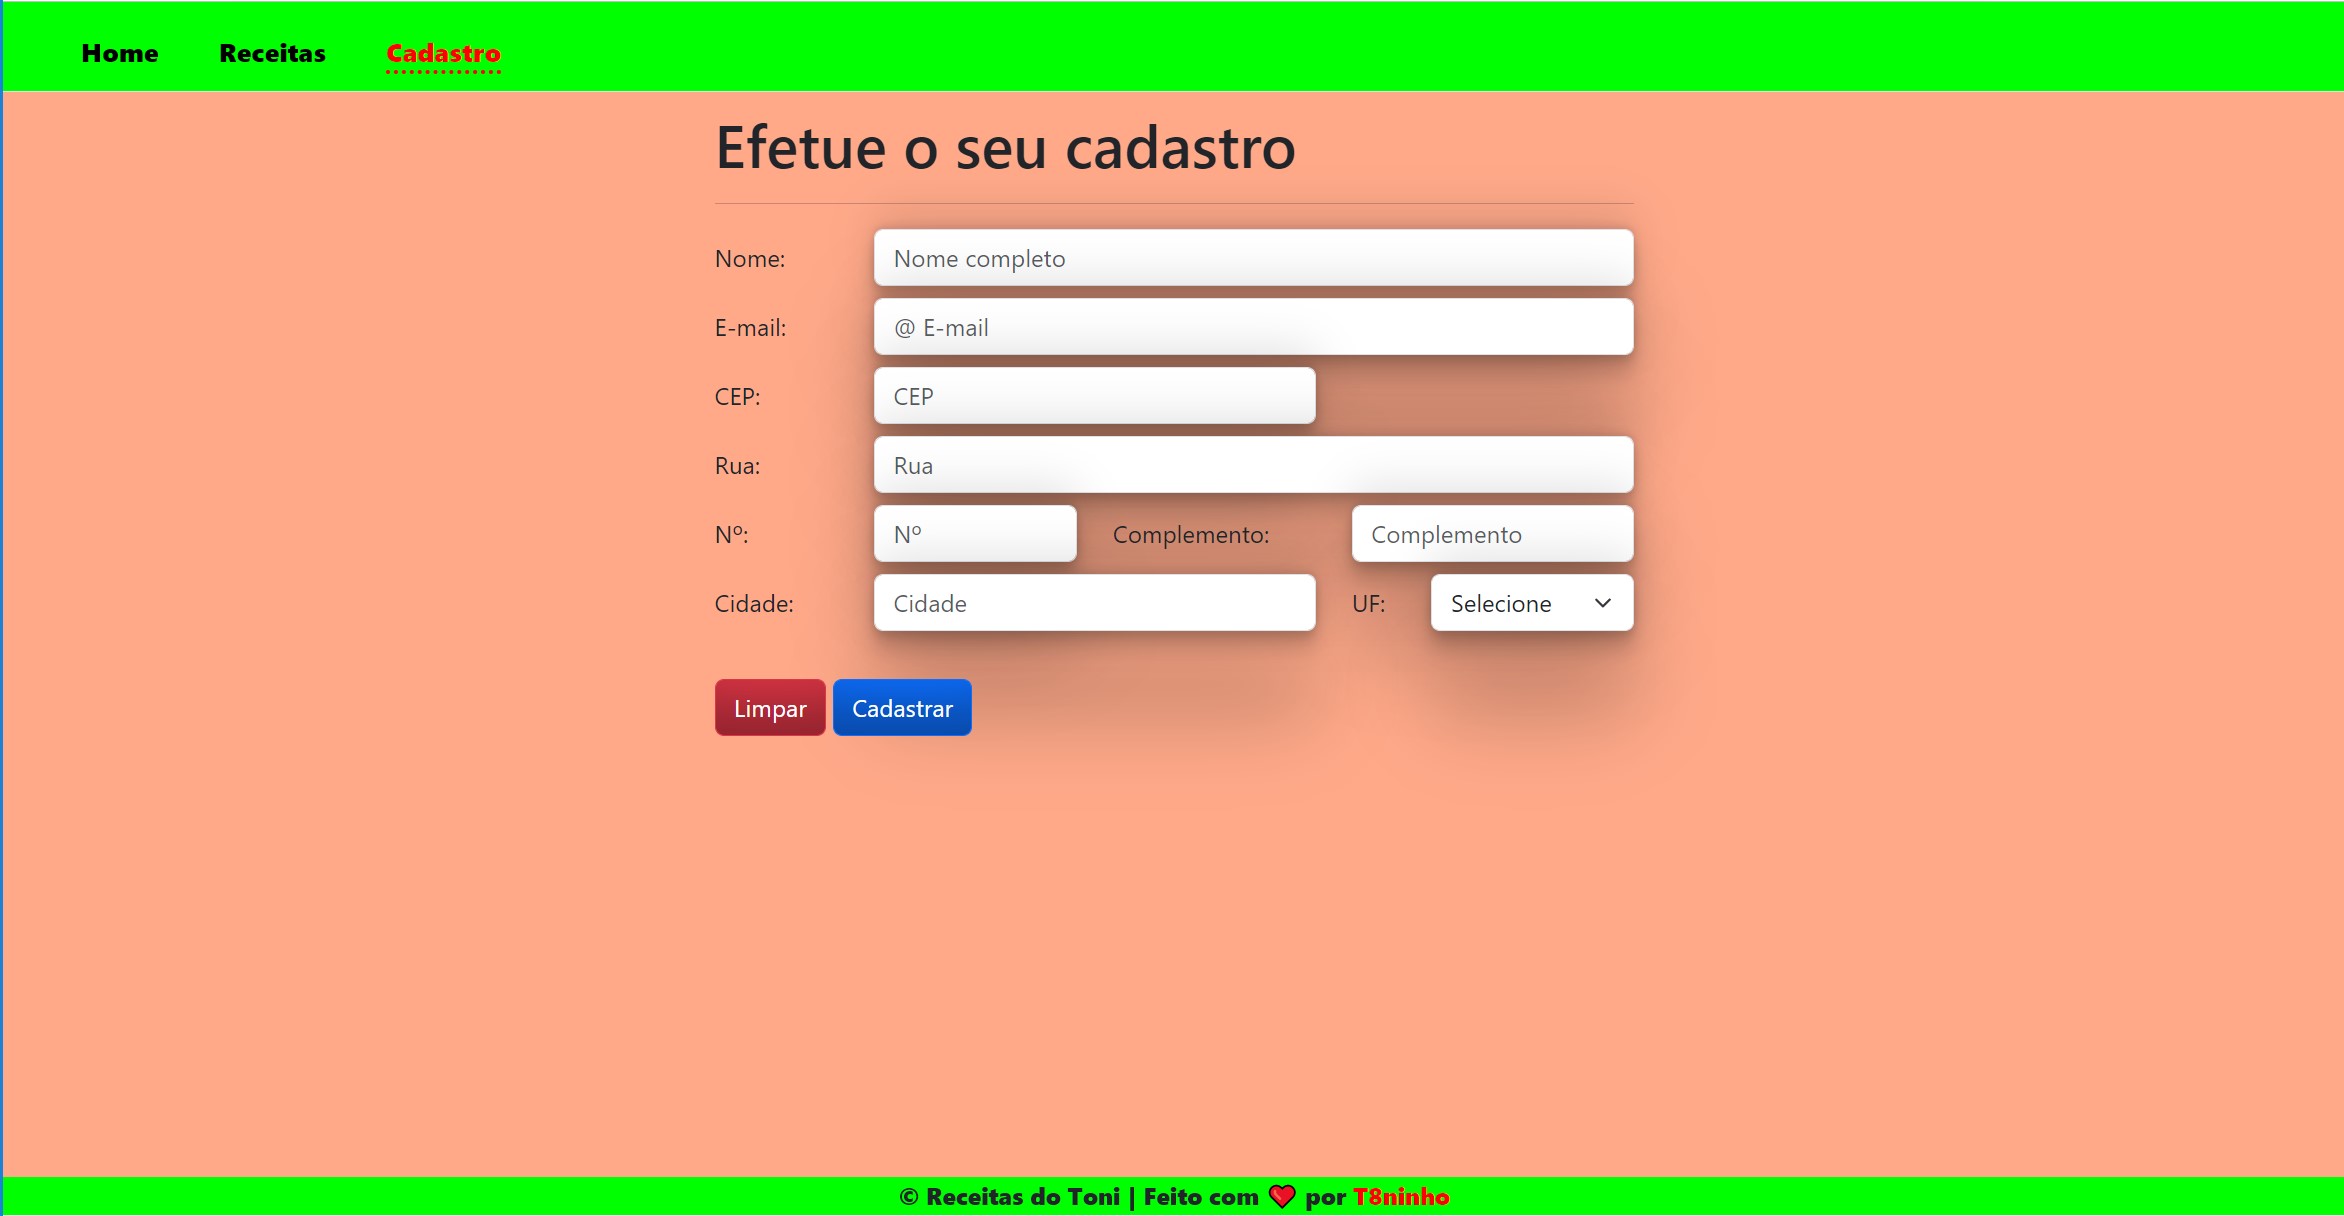 Home Receitas Cadastro
Efetue o seu cadastro
Nome: Nome completo
E-mail: @ E-mail
CEP: CEP
Rua: Rua
Nº: Nº Complemento: Complemento
Cidade: Cidade UF: Selecione
Limpar Cadastrar
© Receitas do Toni | Feito com ❤️ por T8ninho